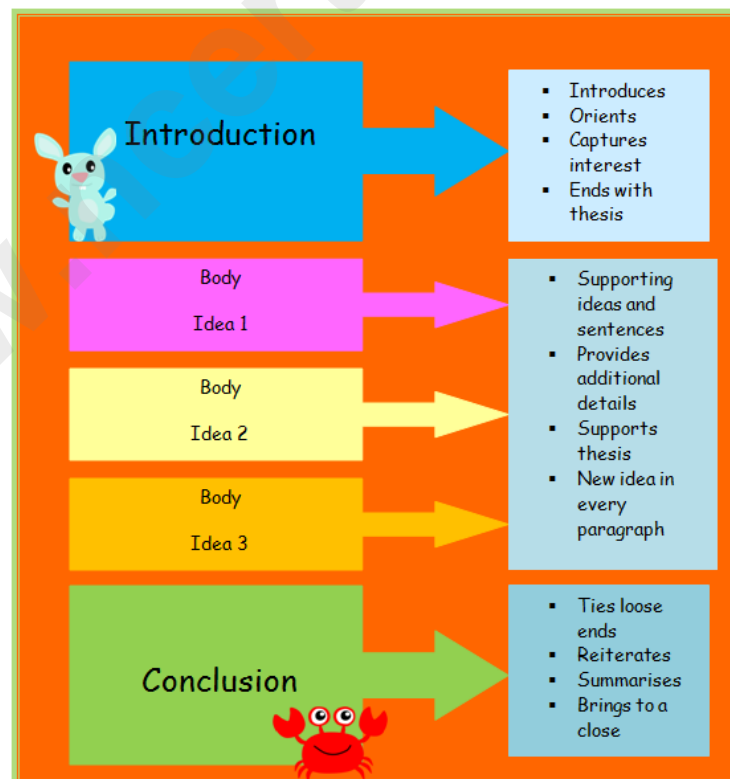 Introduction
▪ Introduces
▪ Orients
▪ Captures
interest
▪ Ends with
thesis
Body
Idea 1
Body
Idea 2
Body
Idea 3
▪ Supporting
ideas and
sentences
▪ Provides
additional
details
▪ Supports
thesis
▪ New idea in
every
paragraph
Conclusion
▪ Ties loose
ends
▪ Reiterates
▪ Summarises
▪ Brings to a
close